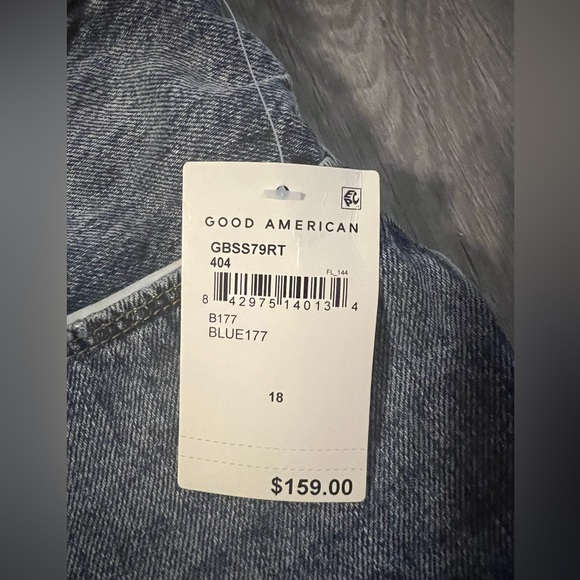 GOOD AMERICAN
GBSS79RT
404
FL_144
8 42975 14013 4
B177
BLUE177
18
$159.00